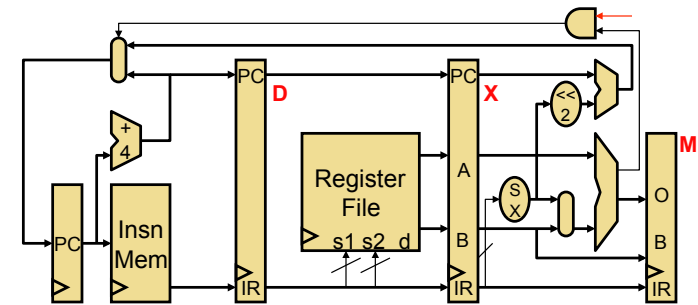 PC
D
PC
X
<<
2
M
+
4
A
S
X
O
Register
File
PC
Insn
Mem
B
B
s1 s2 d
IR
IR
IR